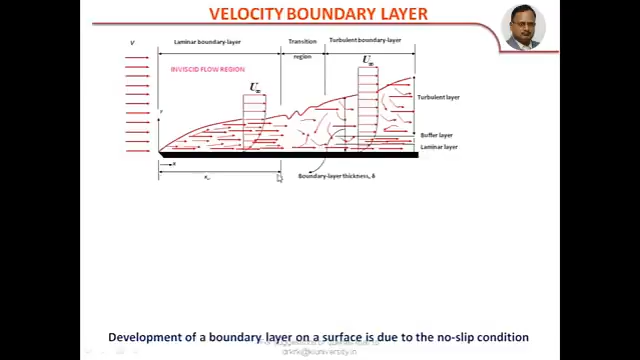 VELOCITY BOUNDARY LAYER
V
Laminar boundary-layer
Transition
region
Turbulent boundary-layer
INVISCID FLOW REGION
U∞
U∞
Turbulent layer
Buffer layer
Laminar layer
x
Boundary-layer thickness, δ
Development of a boundary layer on a surface is due to the no-slip condition